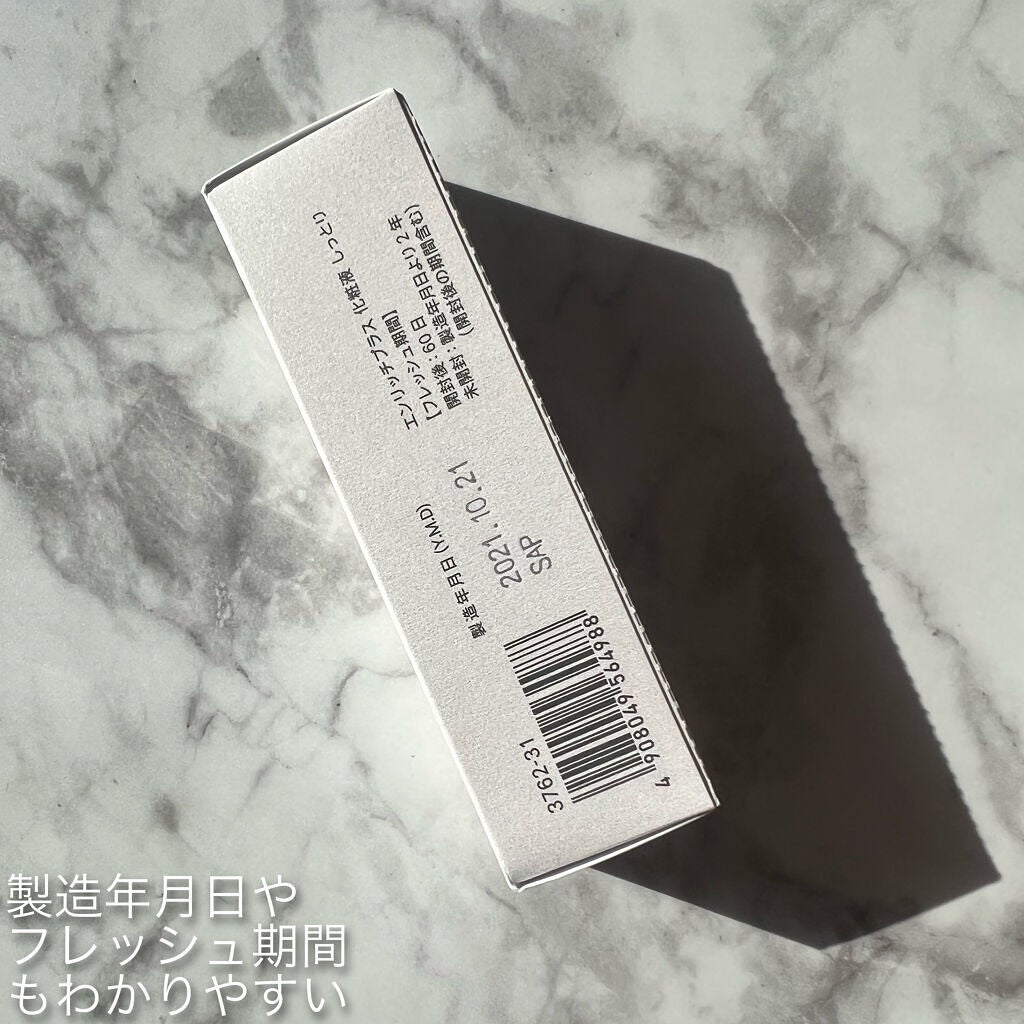 エンリッチプラス 化粧液 しっとり
【フレッシュ期間】
開封後：60日
未開封：製造年月日より2年
（開封後の期間含む）
製造年月日(Y.M.D)
2021.10.21
SAP
3762-31
4908049564988
製造年月日や
フレッシュ期間
もわかりやすい